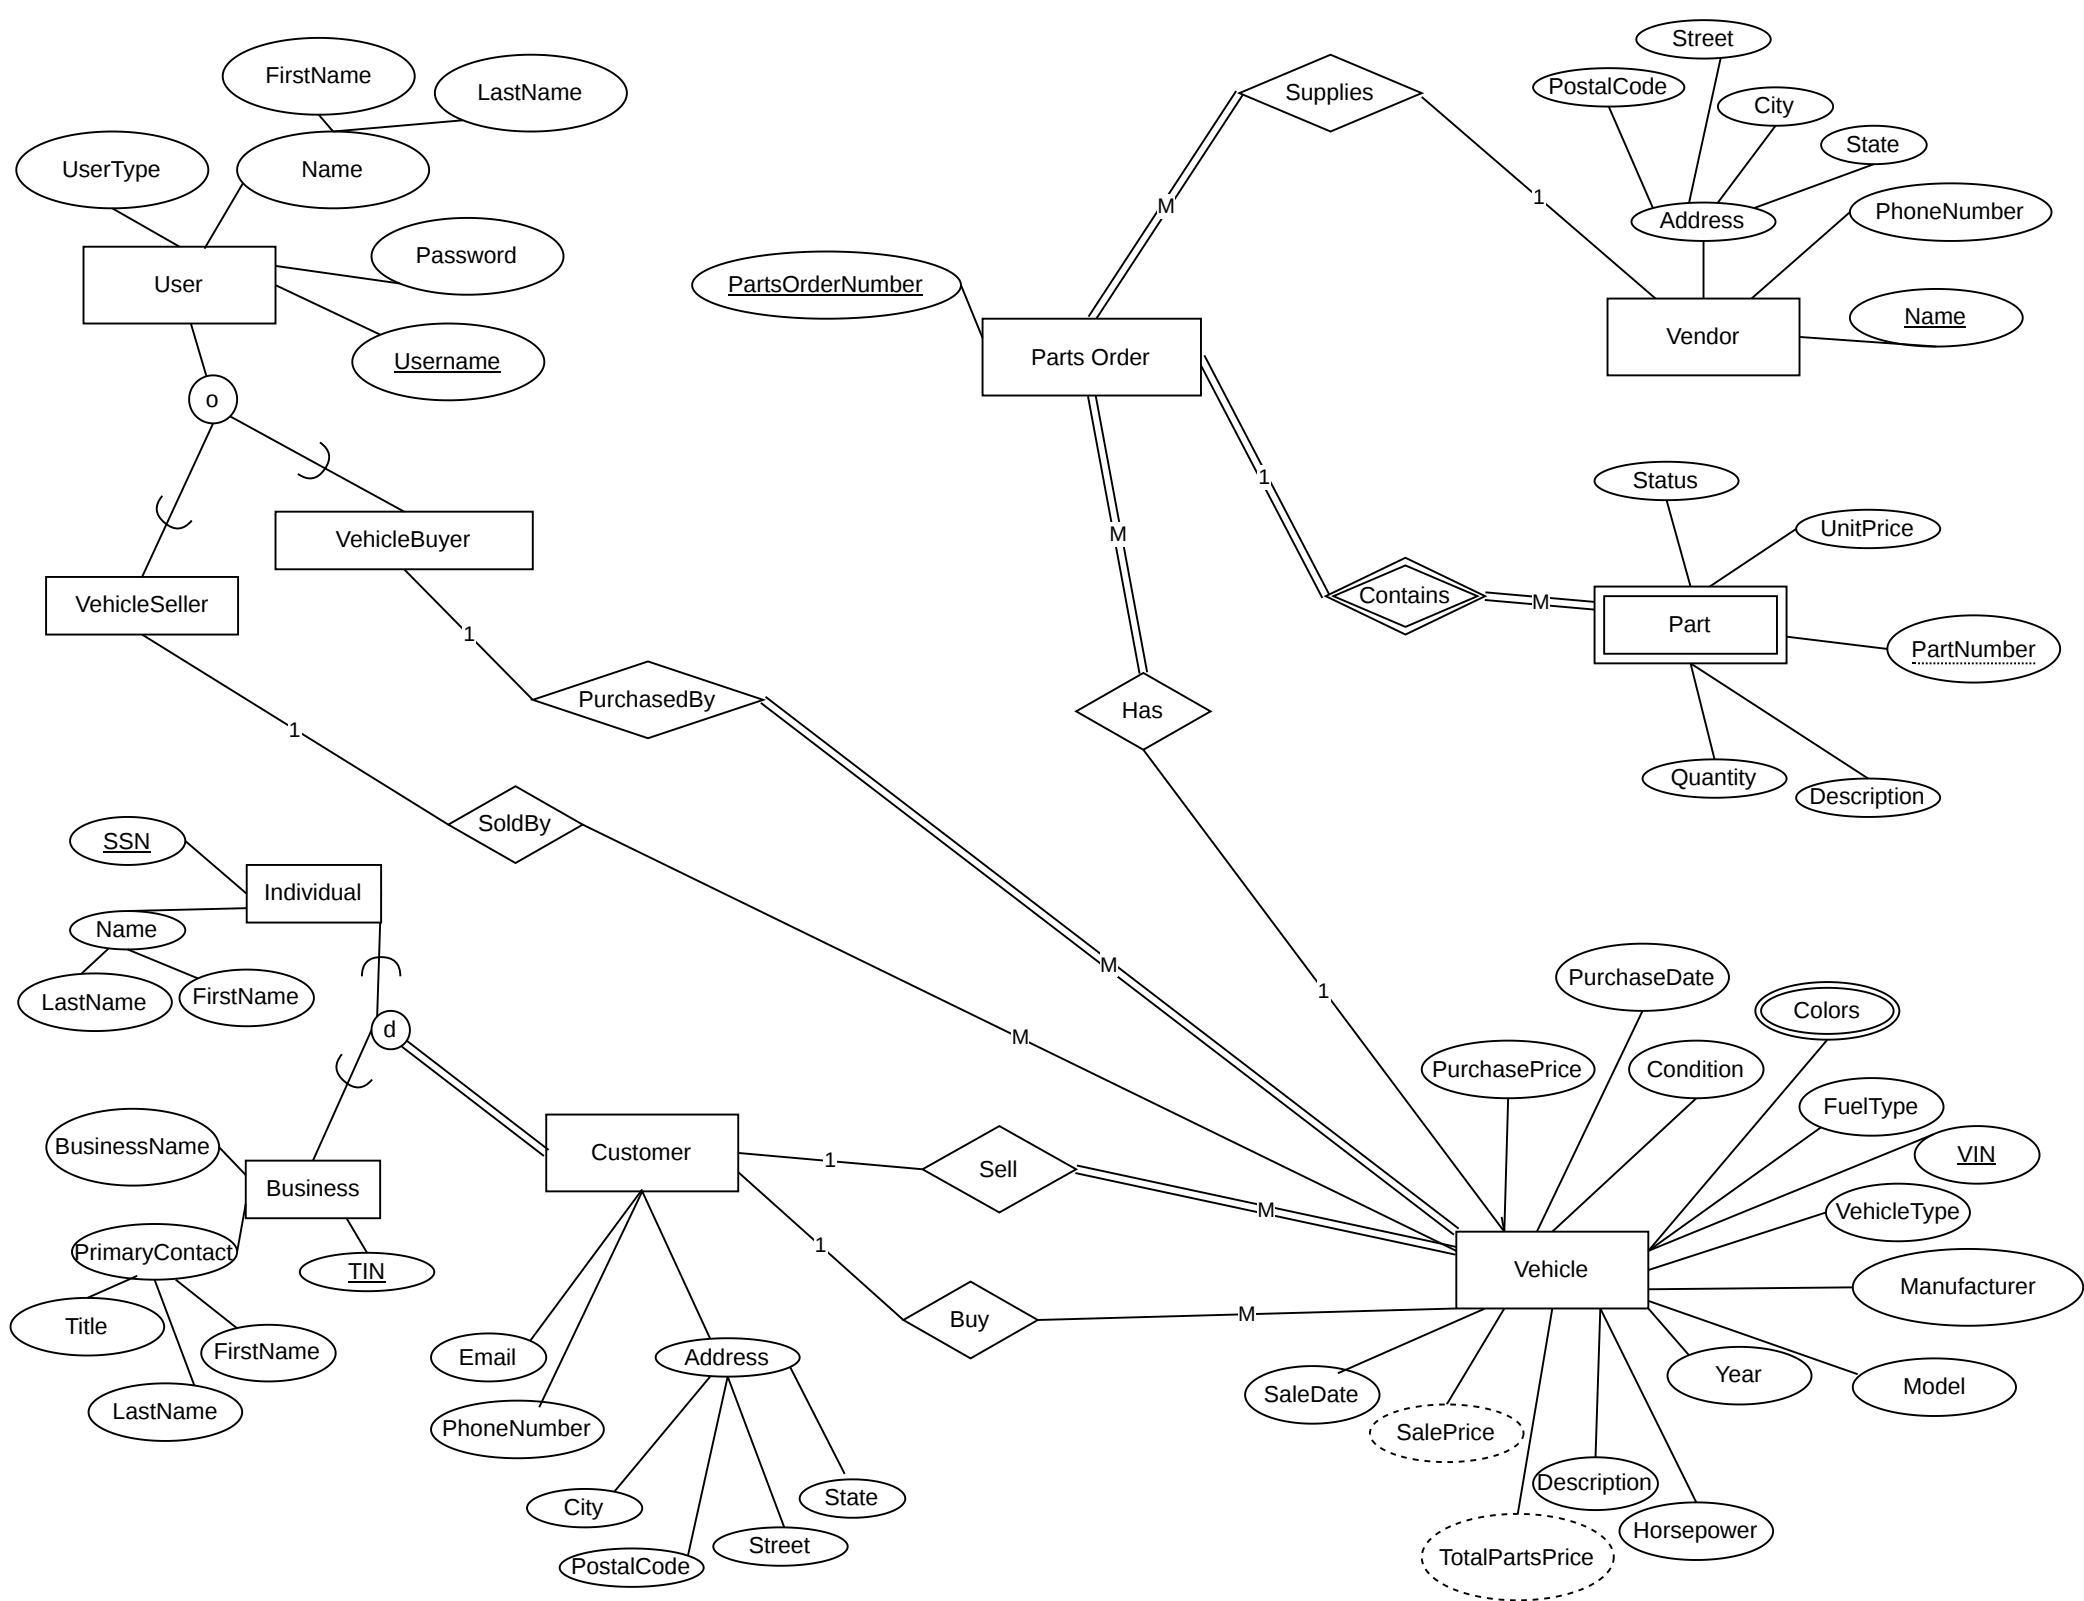 Street
FirstName
Supplies
PostalCode
LastName
City
State
UserType
Name
M
1
PhoneNumber
Address
Password
User
PartsOrderNumber
Name
Vendor
Parts Order
Username
o
1
Status
UnitPrice
M
VehicleBuyer
Contains
M
VehicleSeller
Part
1
PartNumber
PurchasedBy
Has
1
Quantity
Description
SoldBy
SSN
Individual
Name
M
PurchaseDate
1
LastName
FirstName
Colors
d
M
PurchasePrice
Condition
FuelType
BusinessName
Customer
1
Sell
VIN
Business
M
VehicleType
PrimaryContact
1
TIN
Vehicle
Manufacturer
Title
Buy
M
FirstName
Email
Address
Year
Model
SaleDate
LastName
PhoneNumber
SalePrice
Description
City
State
Horsepower
Street
PostalCode
TotalPartsPrice